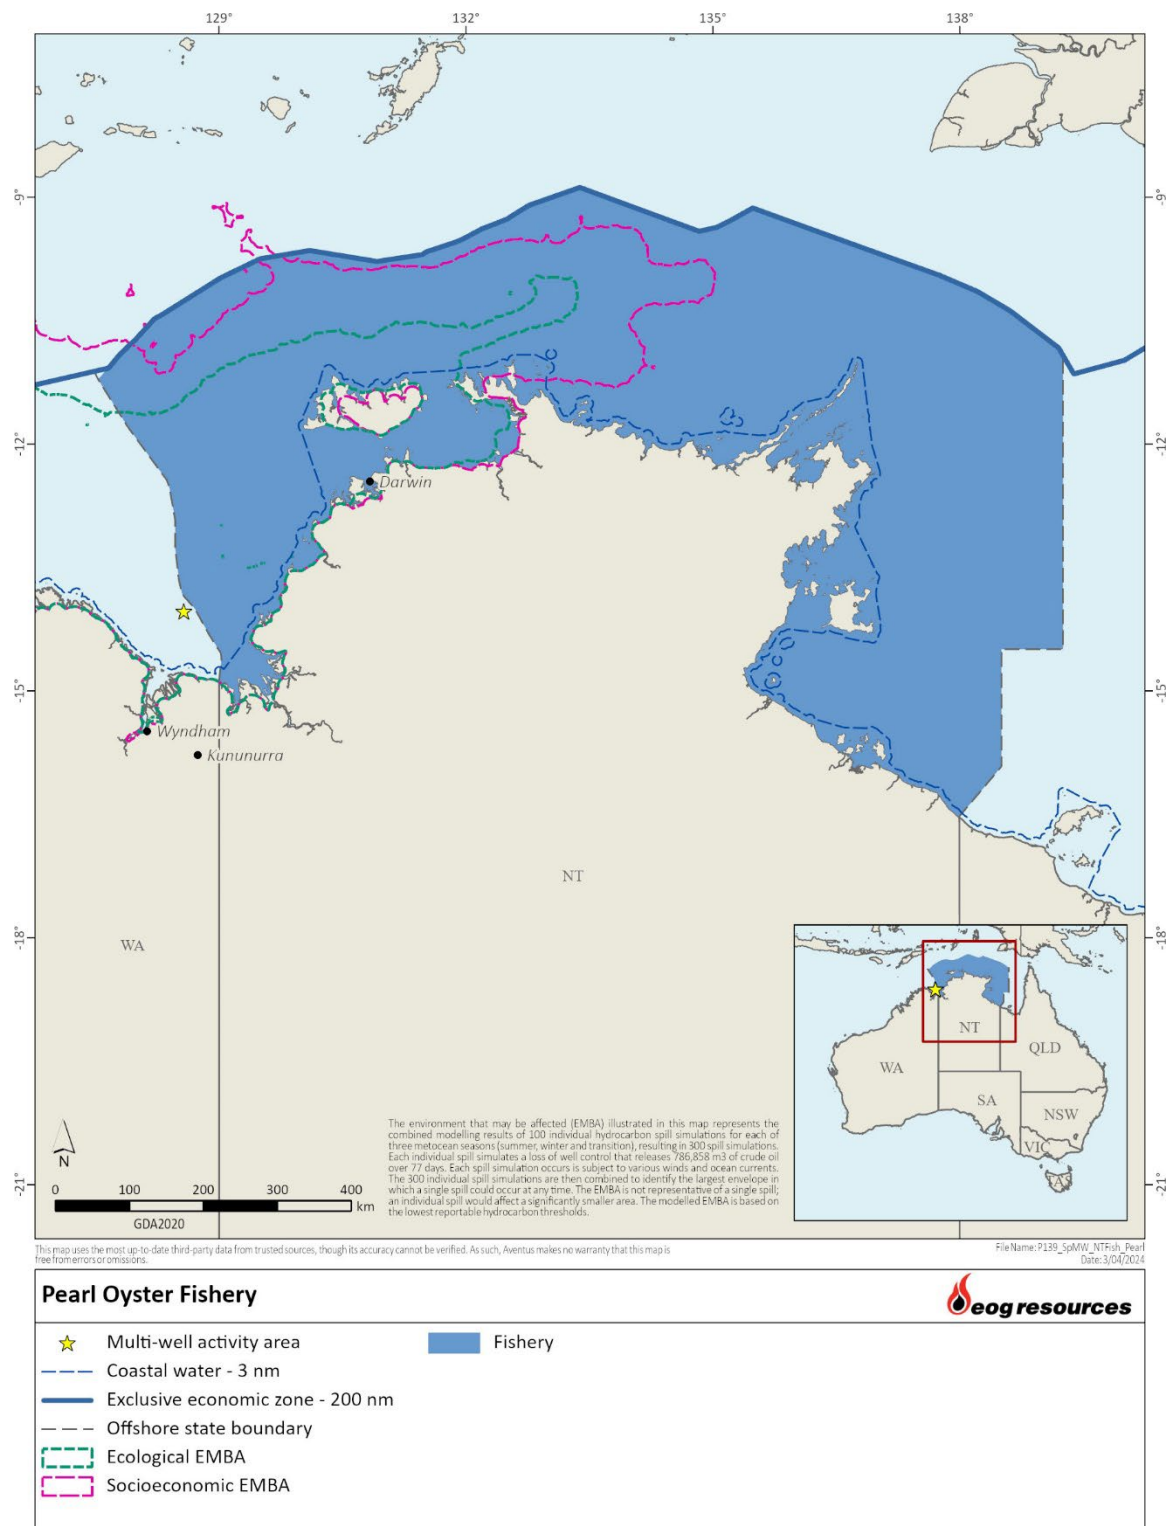 129° 132° 135° 138°
-9° -9°
-12° -12°
Darwin
-15° -15°
Wyndham
Kununurra
NT
WA
-18° -18°
NT
QLD
WA
SA
NSW
VIC
TAS
N
The environment that may be affected (EMBA) illustrated in this map represents the
combined modelling results of 100 individual hydrocarbon spill simulations for each of
three metocean seasons (summer, winter and transition), resulting in 300 spill simulations.
Each individual spill simulates a loss of well control that releases 786,858 m3 of crude oil
over 77 days. Each spill simulation occurs is subject to various winds and ocean currents.
The 300 individual spill simulations are then combined to identify the largest envelope in
which a single spill could occur at any time. The EMBA is not representative of a single spill;
an individual spill would affect a significantly smaller area. The modelled EMBA is based on
the lowest reportable hydrocarbon thresholds.
-21° -21°
0 100 200 300 400
km
GDA2020
This map uses the most up-to-date third-party data from trusted sources, though its accuracy cannot be verified. As such, Aventus makes no warranty that this map is
free from errors or omissions.
File Name: P139_SpMW_NTFish_Pearl
Date: 3/04/2024
Pearl Oyster Fishery
eog resources
Multi-well activity area
Fishery
Coastal water - 3 nm
Exclusive economic zone - 200 nm
Offshore state boundary
Ecological EMBA
Socioeconomic EMBA